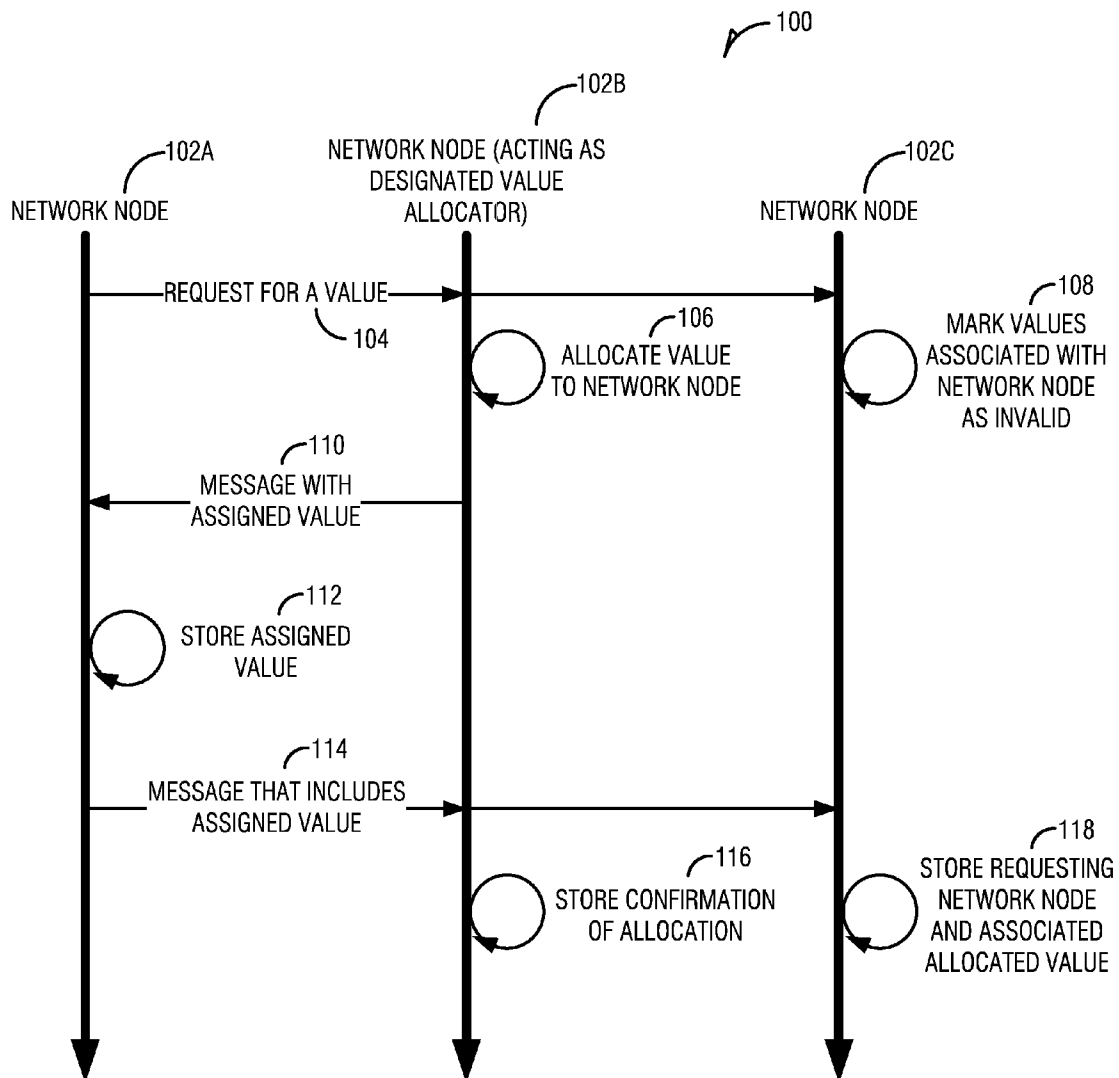 100
102B
102A
NETWORK NODE (ACTING AS
DESIGNATED VALUE
ALLOCATOR)
102C
NETWORK NODE
NETWORK NODE
REQUEST FOR A VALUE
104
106
ALLOCATE VALUE
TO NETWORK NODE
108
MARK VALUES
ASSOCIATED WITH
NETWORK NODE
AS INVALID
110
MESSAGE WITH
ASSIGNED VALUE
112
STORE ASSIGNED
VALUE
114
MESSAGE THAT INCLUDES
ASSIGNED VALUE
116
STORE CONFIRMATION
OF ALLOCATION
118
STORE REQUESTING
NETWORK NODE
AND ASSOCIATED
ALLOCATED VALUE